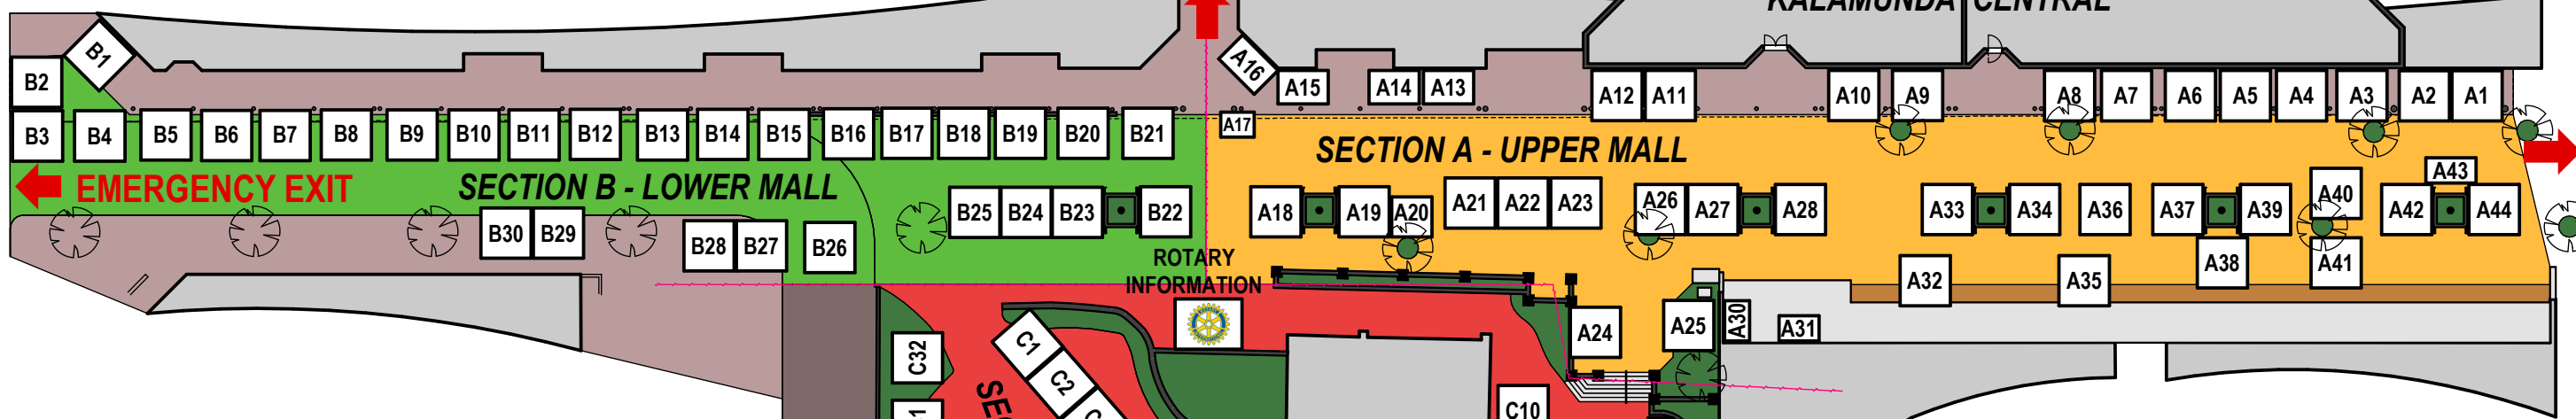 KALAMUNDA CENTRAL
B1
B2
A16
A15
A14
A13
A12
A11
A10
A9
A8
A7
A6
A5
A4
A3
A2
A1
B3
B4
B5
B6
B7
B8
B9
B10
B11
B12
B13
B14
B15
B16
B17
B18
B19
B20
B21
A17
SECTION A - UPPER MALL
EMERGENCY EXIT
SECTION B - LOWER MALL
B25
B24
B23
B22
A18
A19
A20
A21
A22
A23
A26
A27
A28
A33
A34
A36
A37
A39
A40
A42
A43
A44
B30
B29
B28
B27
B26
ROTARY
INFORMATION
A38
A41
A32
A35
A24
A25
A30
A31
C32
C1
C2
C10